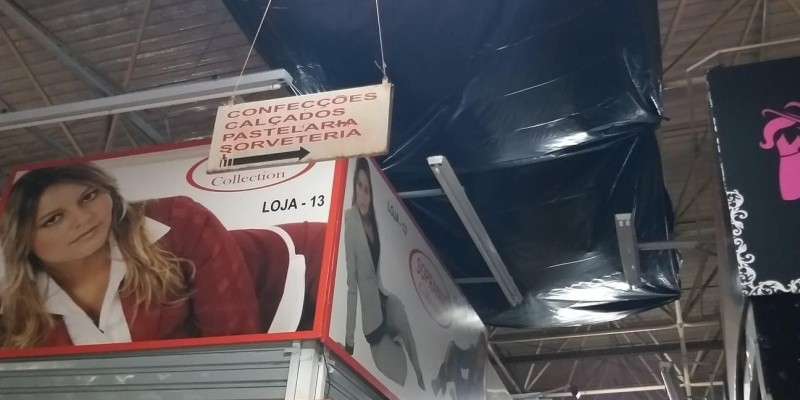 CONFECÇÕES
CALÇADOS
PASTELARIA
SORVETERIA
Collection
LOJA - 13
LOJA - 13